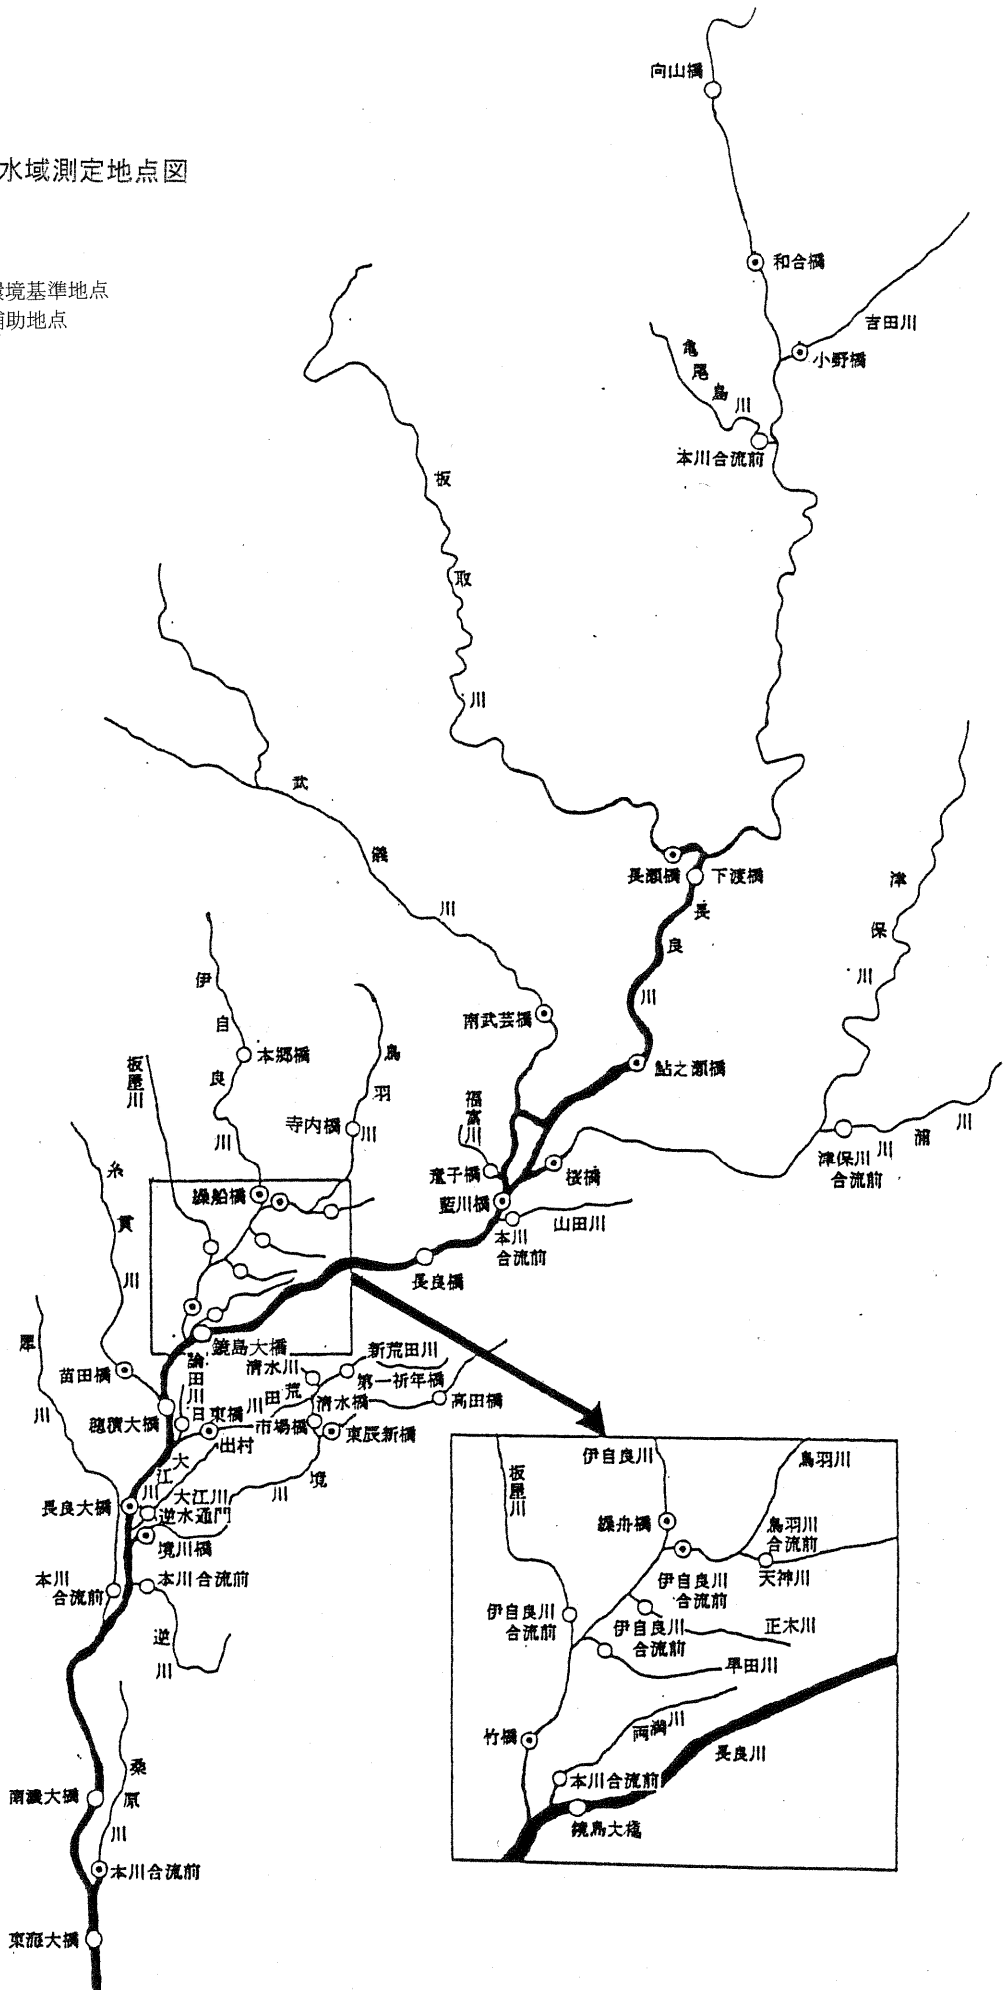 水域測定地点図
環境基準地点
補助地点
向山橋
和合橋
吉田川
小野橋
亀尾島川
本川合流前
板取川
武儀川
長瀬橋
下渡橋
長良川
津保川
伊自良川
本郷橋
南武芸橋
鮎之瀬橋
鳥羽川
寺内橋
板屋川
福富川
糸貫川
繰船橋
藍川橋
桜橋
津保川
合流前
川浦川
山田川
本川
合流前
長良橋
犀川
苗田橋
鏡島大橋
論田川
穂積大橋
清水川
新荒田川
第一祈年橋
荒田川
清水橋
高田橋
市場橋
東辰新橋
出村
大江川
大江川
逆水通門
境川
長良大橋
境川橋
本川
合流前
本川合流前
逆川
桑原川
南濃大橋
本川合流前
東海大橋
板屋川
伊自良川
鳥羽川
繰舟橋
鳥羽川
合流前
天神川
伊自良川
合流前
伊自良川
合流前
伊自良川
合流前
正木川
早田川
竹橋
両満川
本川合流前
長良川
鏡島大橋